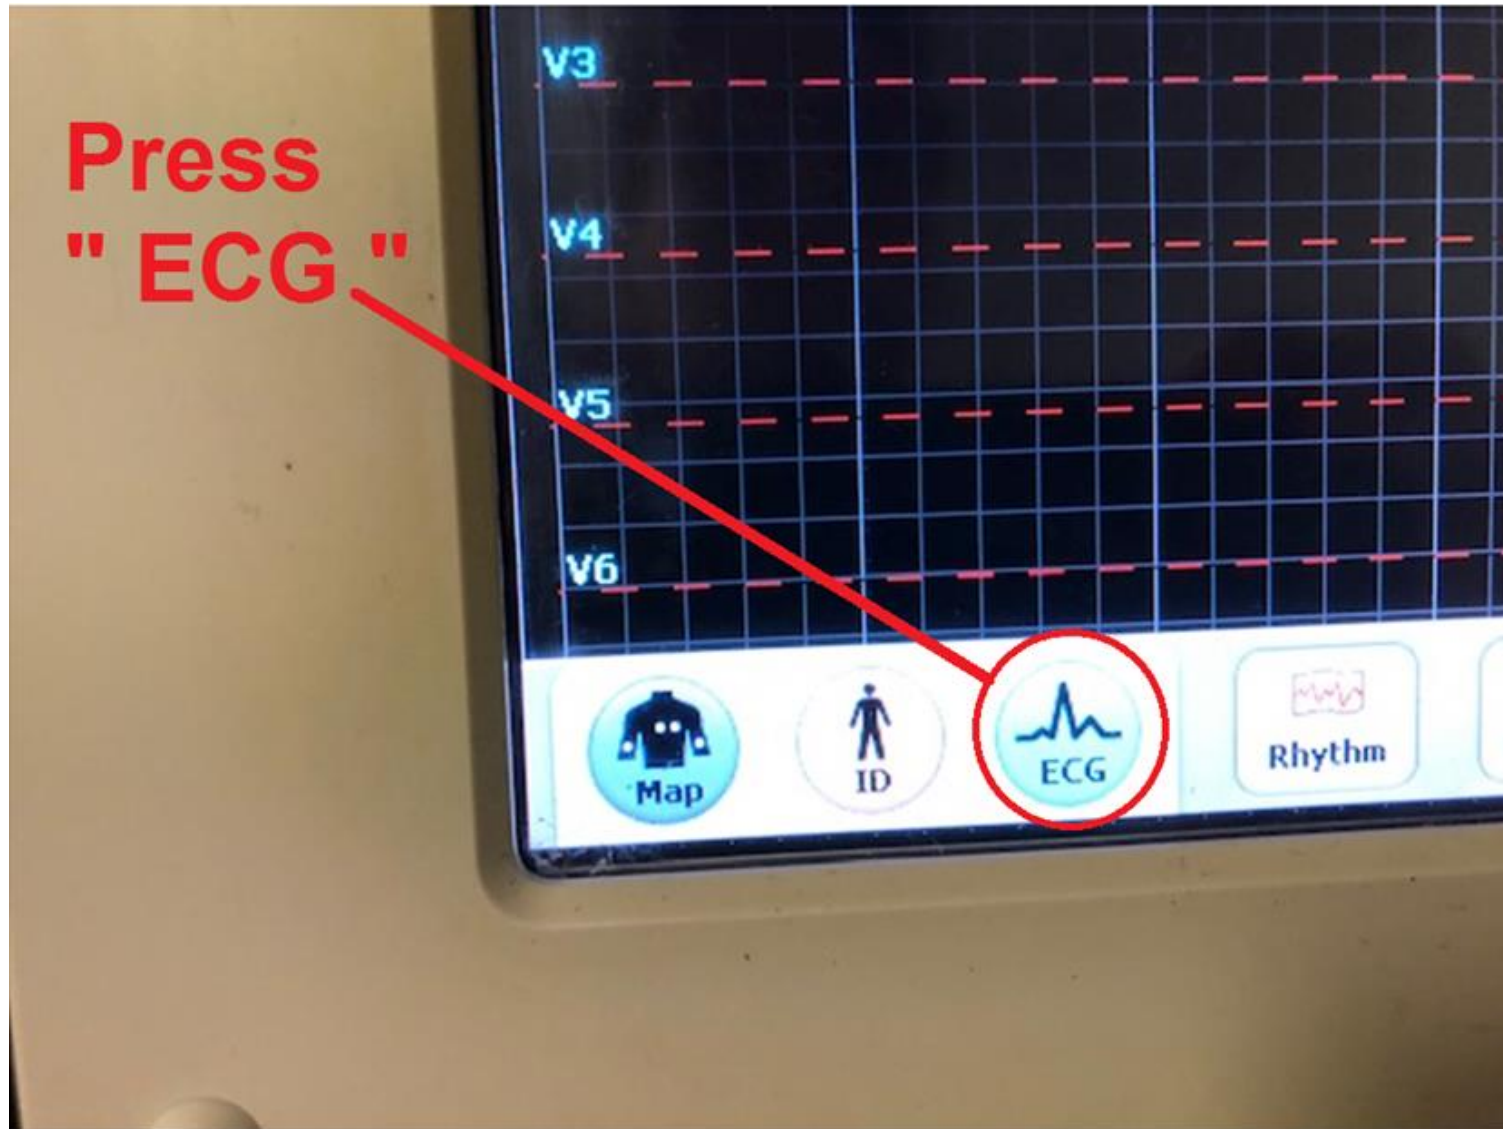 V3
Press
" ECG "
V4
V5
V6
Map
ID
ECG
Rhythm